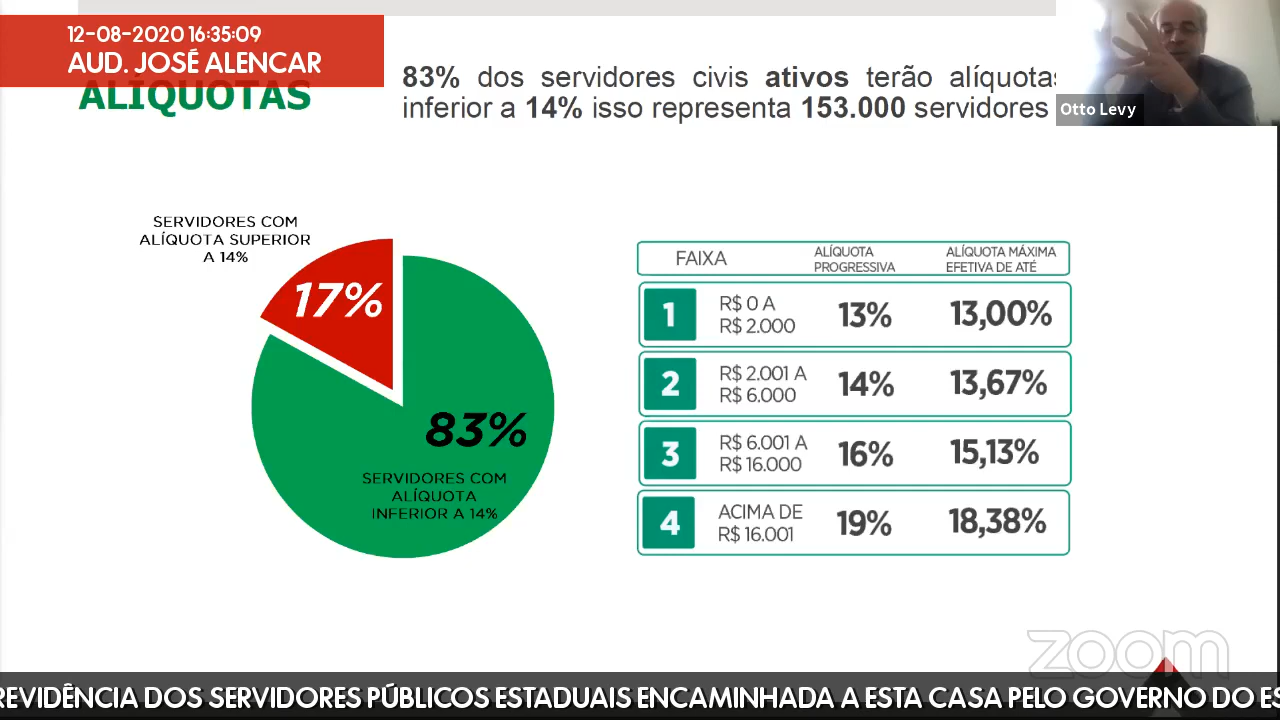 12-08-2020 16:35:09
AUD. JOSÉ ALENCAR
ALÍQUOTAS
83% dos servidores civis ativos terão alíquotas
inferior a 14% isso representa 153.000 servidores
Otto Levy
SERVIDORES COM
ALÍQUOTA SUPERIOR
A 14%
17%
83%
SERVIDORES COM
ALÍQUOTA
INFERIOR A 14%
FAIXA
ALÍQUOTA
PROGRESSIVA
ALÍQUOTA MÁXIMA
EFETIVA DE ATÉ
1
R$ 0 A
R$ 2.000
13%
13,00%
2
R$ 2.001 A
R$ 6.000
14%
13,67%
3
R$ 6.001 A
R$ 16.000
16%
15,13%
4
ACIMA DE
R$ 16.001
19%
18,38%
zoom
REVIDÊNCIA DOS SERVIDORES PÚBLICOS ESTADUAIS ENCAMINHADA A ESTA CASA PELO GOVERNO DO ES